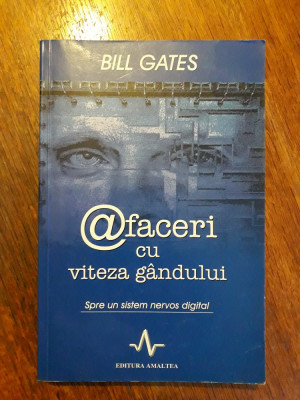 BILL GATES
@faceri
cu
viteza gândului
Spre un sistem nervos digital
EDITURA AMALTEA